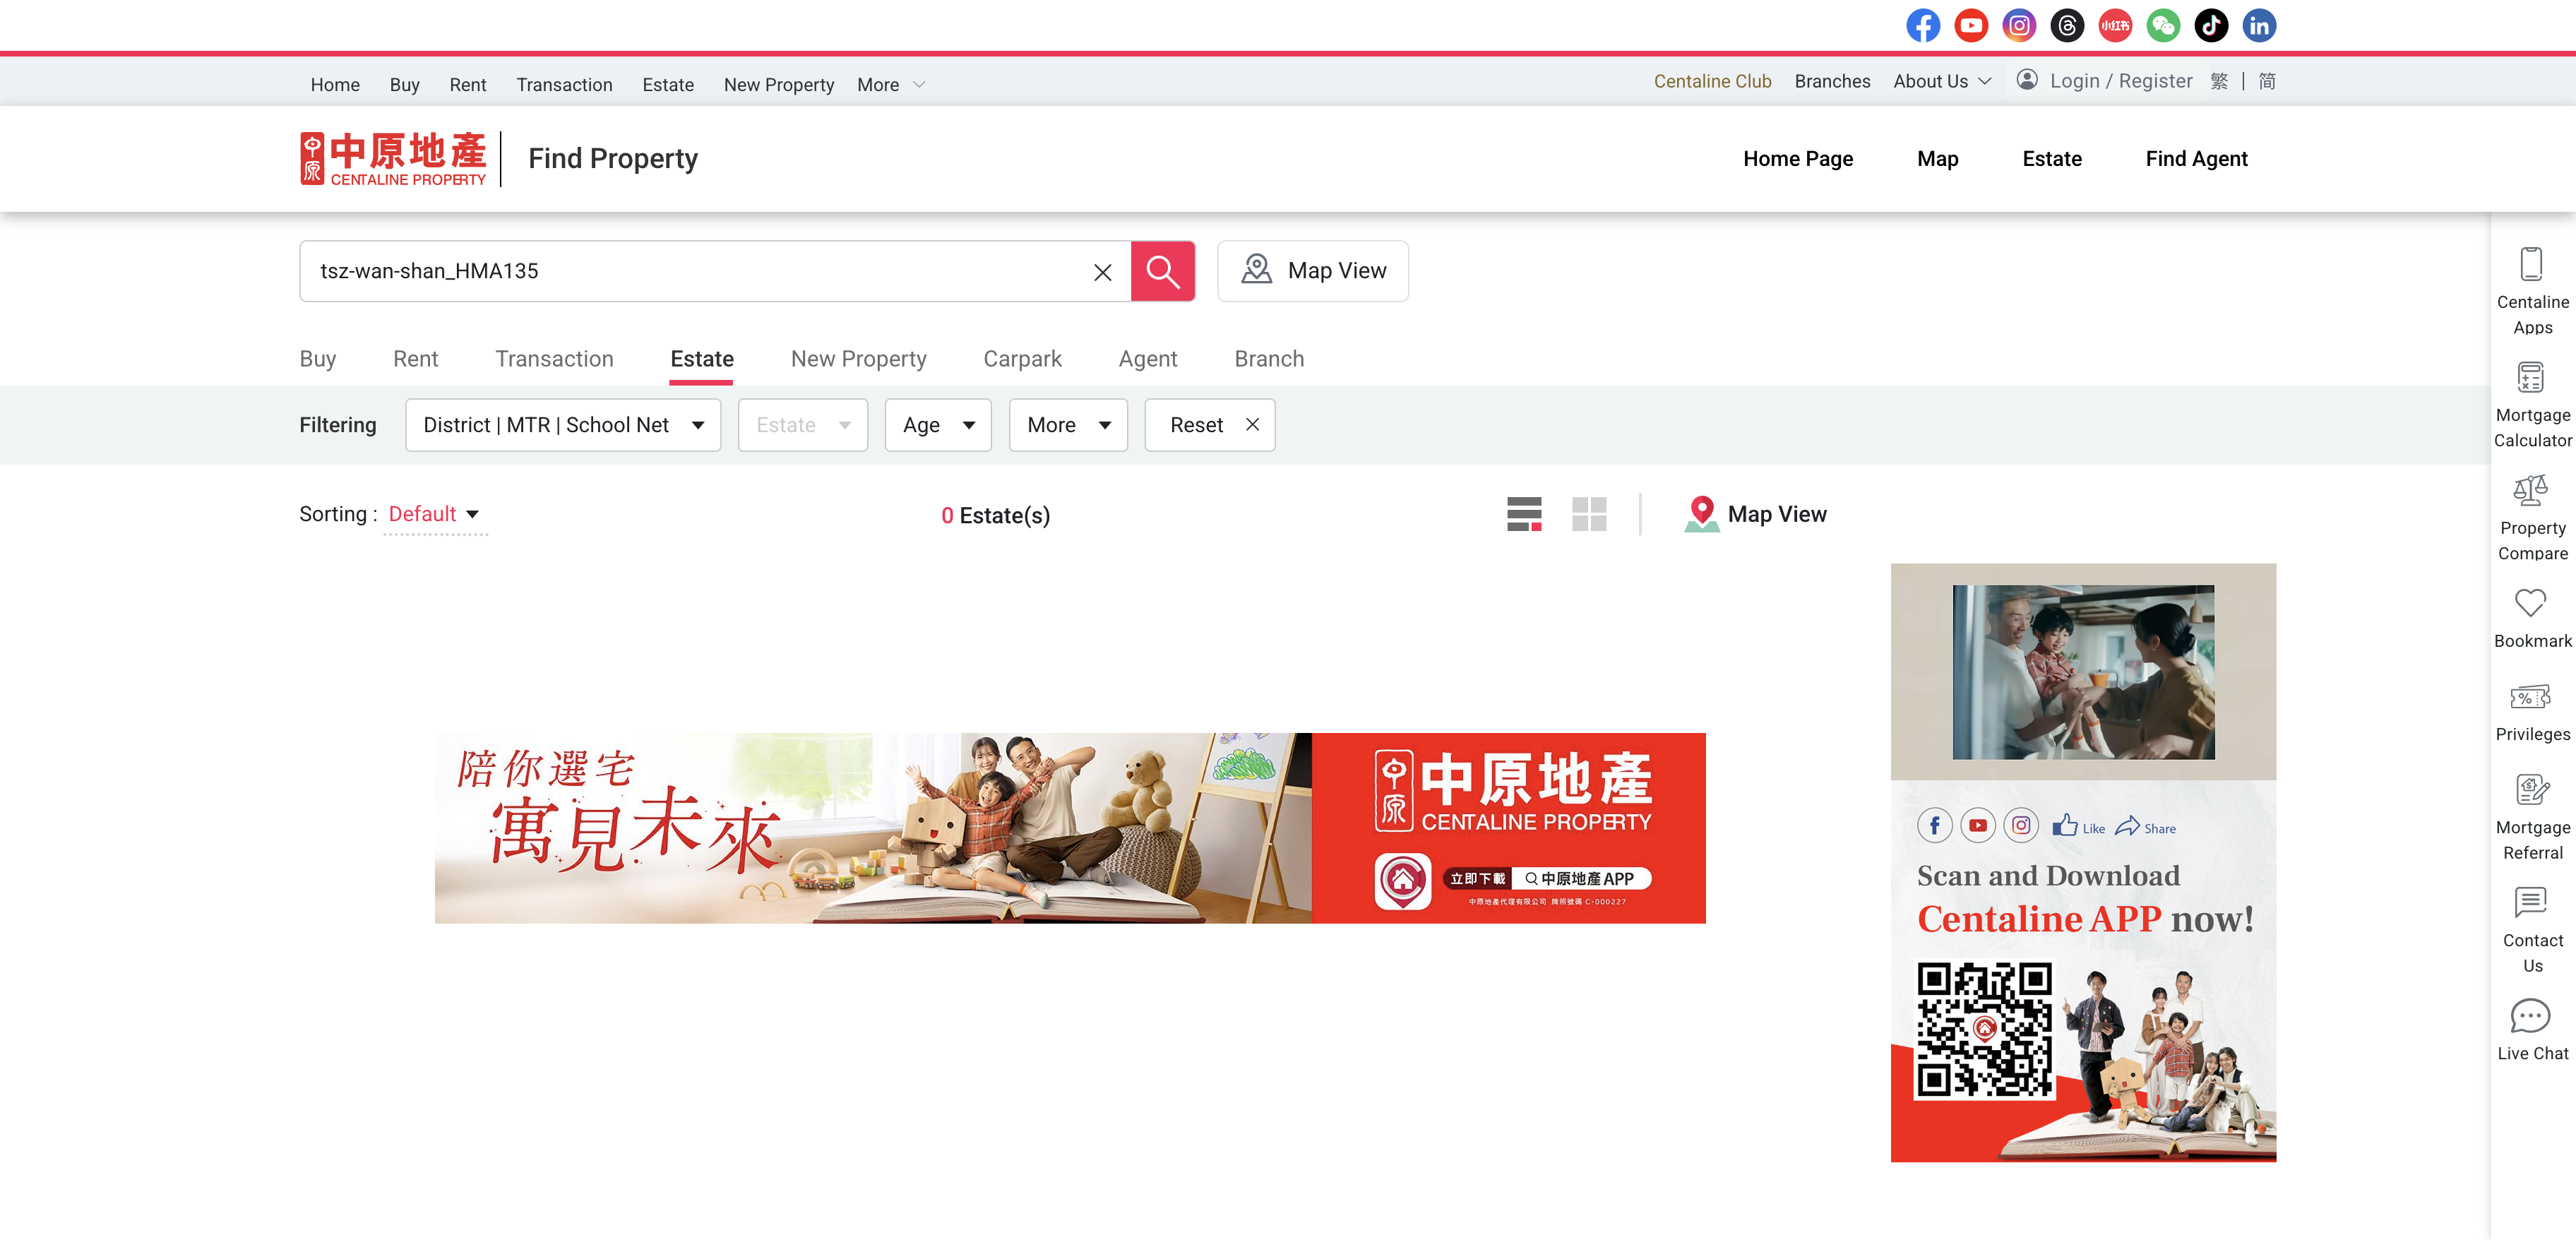 小红书
Home Buy Rent Transaction Estate New Property More
Centaline Club Branches About Us Login / Register 繁 | 简
中原 中原地產
CENTALINE PROPERTY
Find Property
Home Page Map Estate Find Agent
tsz-wan-shan_HMA135
Map View
Buy Rent Transaction Estate New Property Carpark Agent Branch
Filtering District | MTR | School Net Estate Age More Reset
Sorting : Default
0 Estate(s)
Map View
陪你選宅
寓見未來
中原 中原地產
CENTALINE PROPERTY
立即下載 中原地產 APP
中原地產代理有限公司 牌照號碼 C-000227
Like Share
Scan and Download
Centaline APP now!
Centaline
Apps
Mortgage
Calculator
Property
Compare
Bookmark
Privileges
Mortgage
Referral
Contact
Us
Live Chat